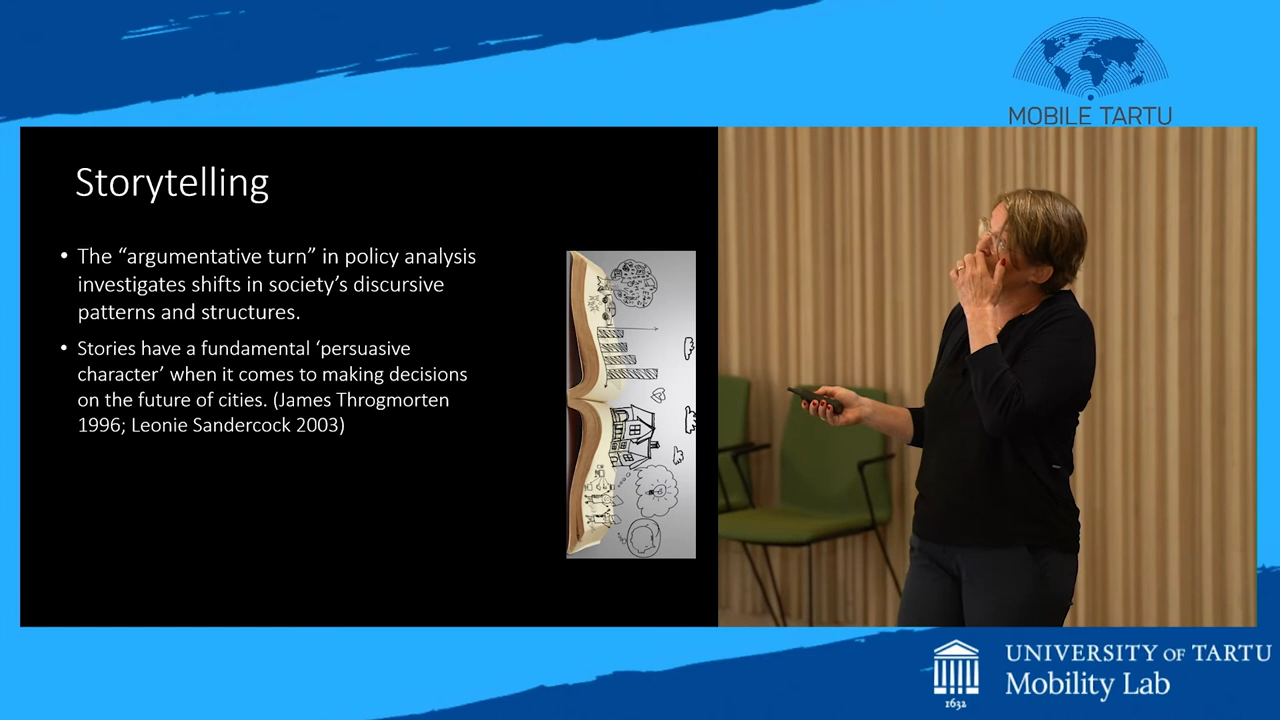 MOBILE TARTU
Storytelling
• The “argumentative turn” in policy analysis
investigates shifts in society’s discursive
patterns and structures.
• Stories have a fundamental ‘persuasive
character’ when it comes to making decisions
on the future of cities. (James Throgmorten
1996; Leonie Sandercock 2003)
UNIVERSITY OF TARTU
Mobility Lab
1632